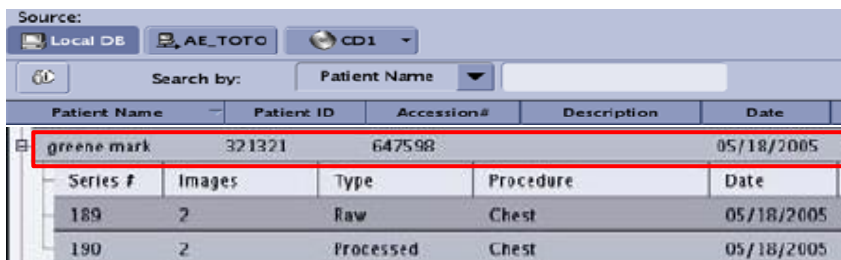 Source:
Local DB AE_TOTO CD1
Search by: Patient Name
Patient Name Patient ID Accession# Description Date
greene mark 321321 647598 05/18/2005
Series # Images Type Procedure Date
189 2 Raw Chest 05/18/2005
190 2 Processed Chest 05/18/2005